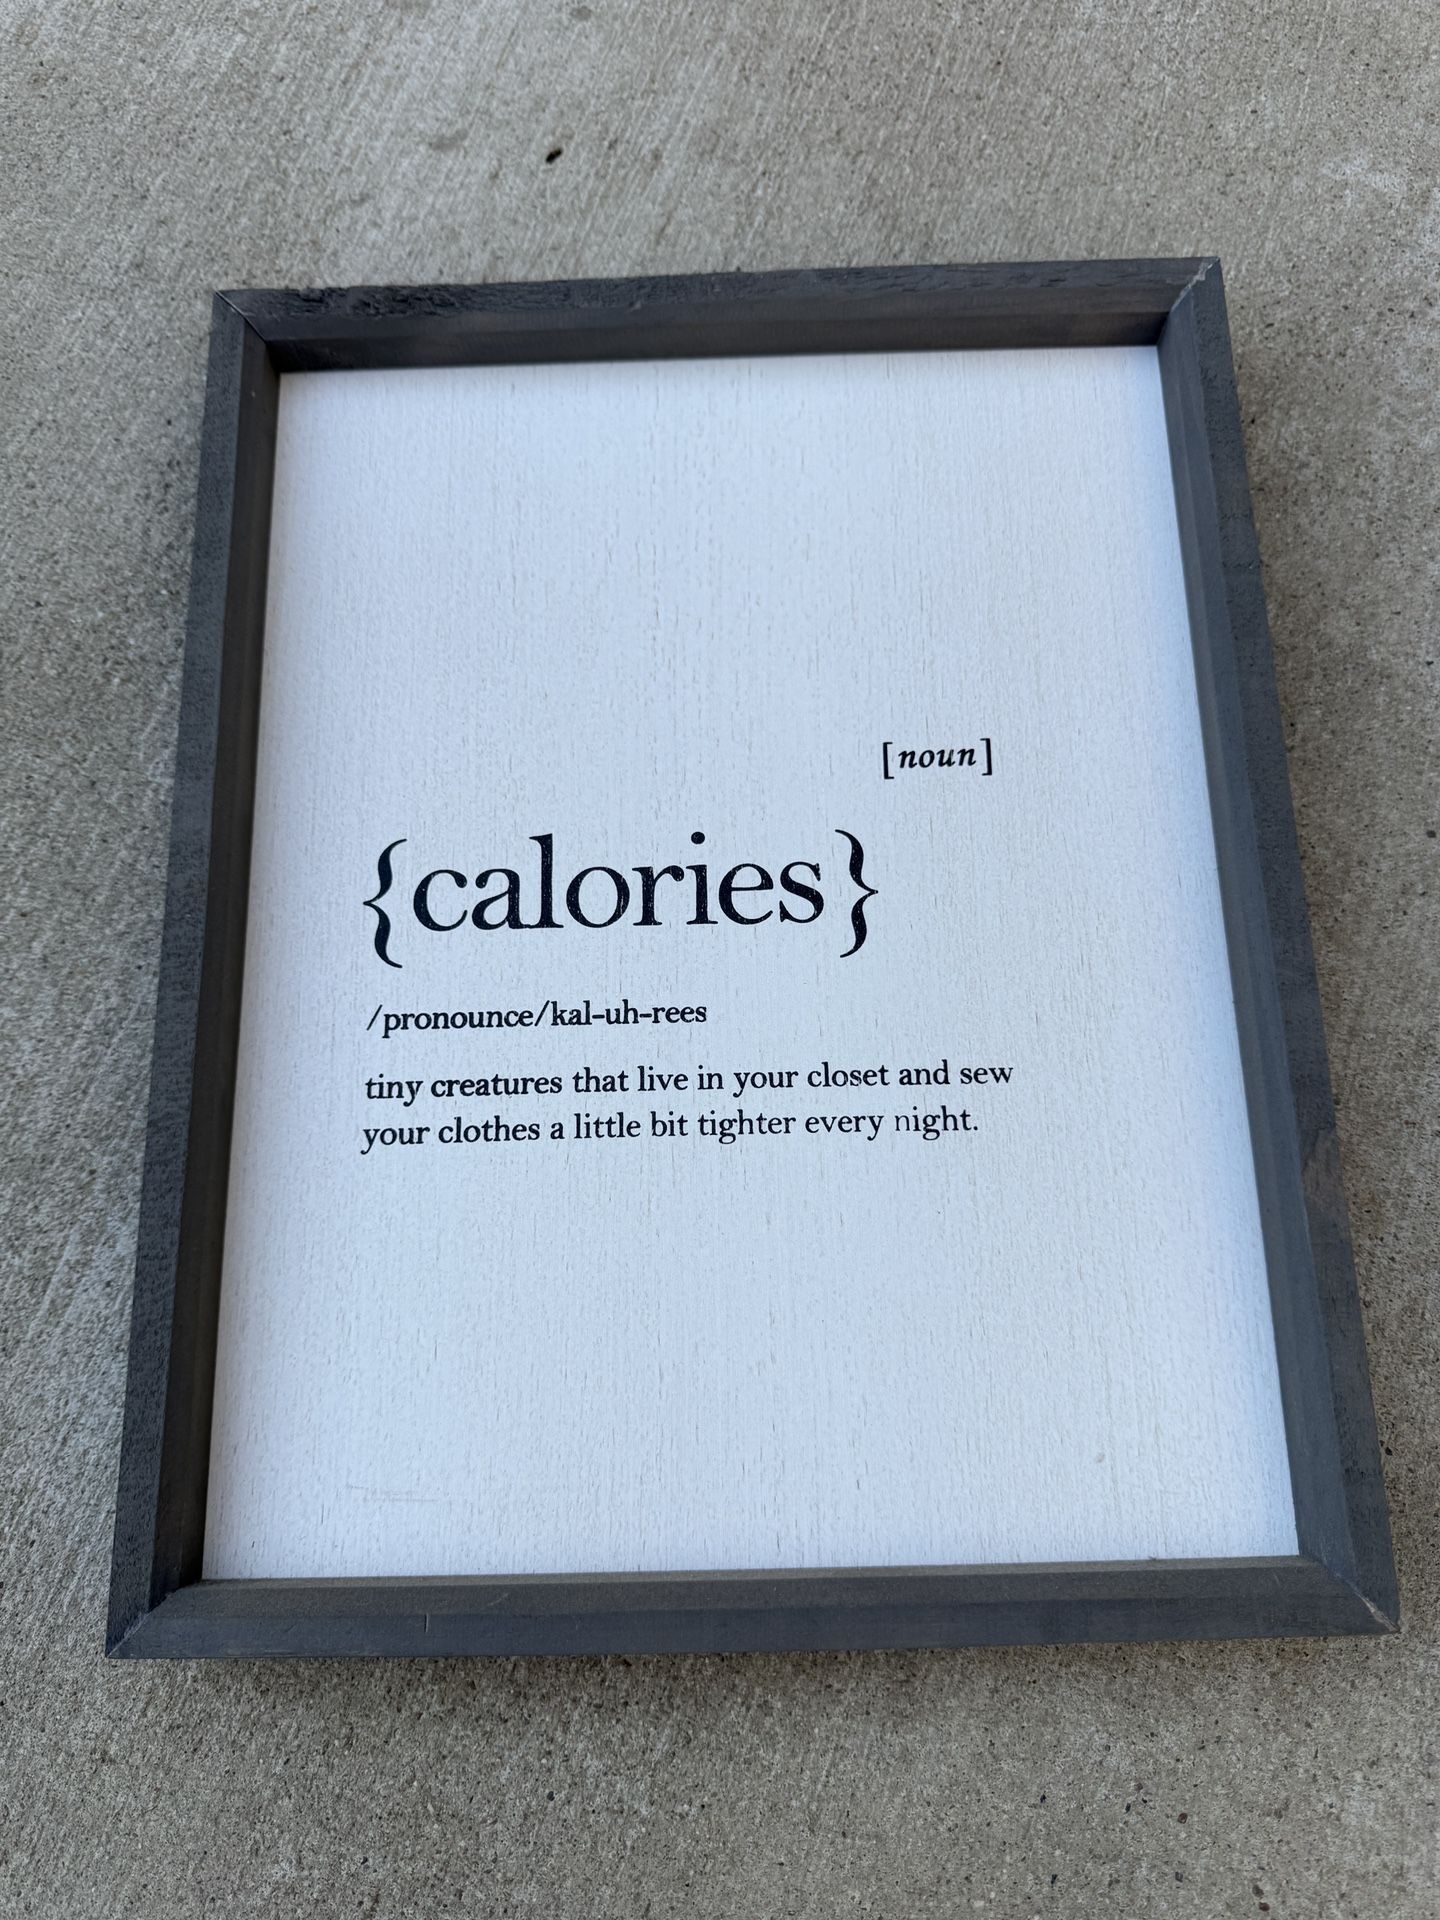 [noun]
{calories}
/pronounce/kal-uh-rees
tiny creatures that live in your closet and sew
your clothes a little bit tighter every night.